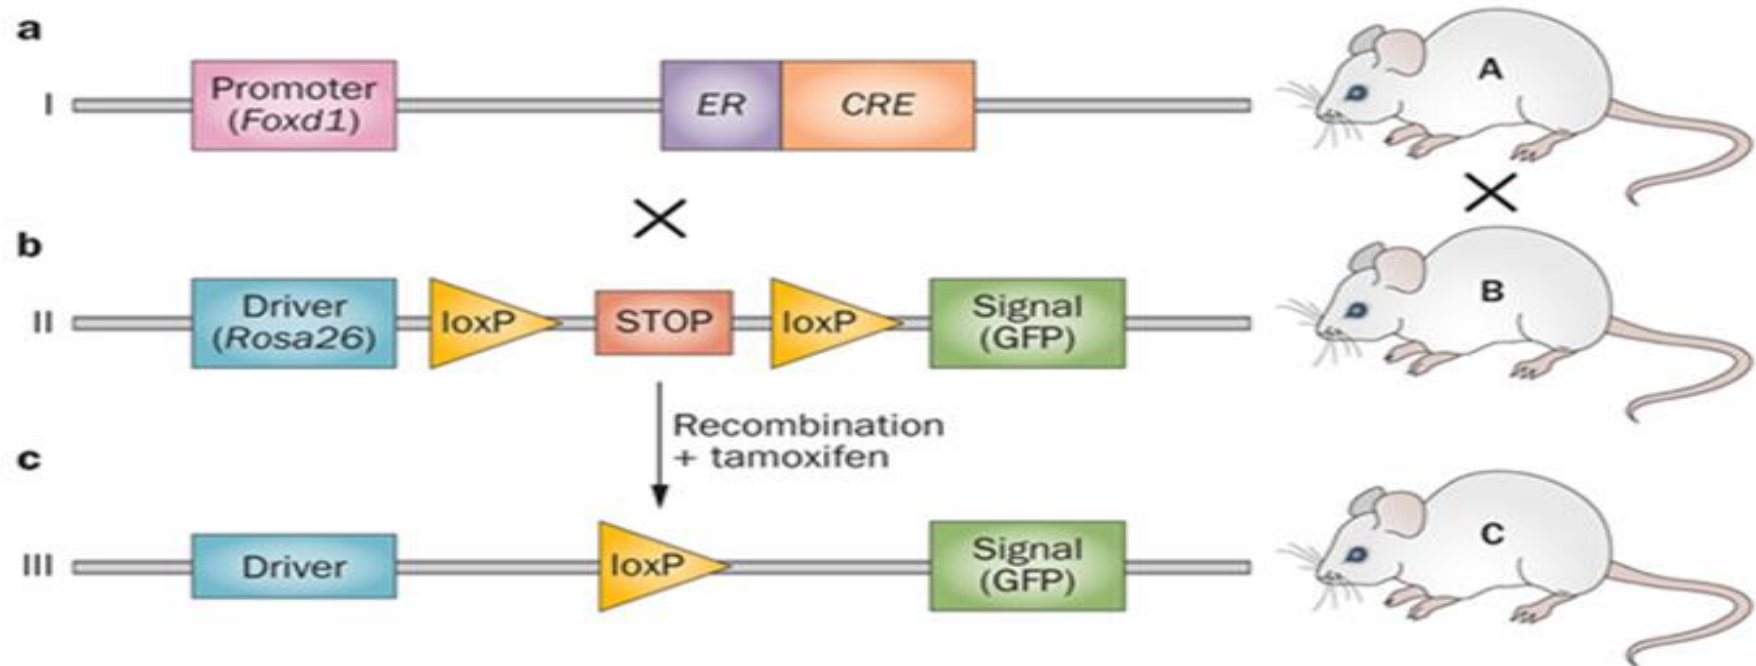 a
I
Promoter
(Foxd1)
ER
CRE
A
b
II
Driver
(Rosa26)
loxP
STOP
loxP
Signal
(GFP)
B
Recombination
+ tamoxifen
c
III
Driver
loxP
Signal
(GFP)
C